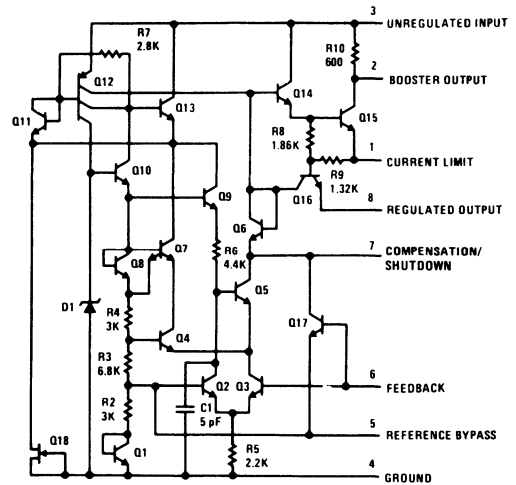 3
UNREGULATED INPUT
R7
2.8K
R10
600
2
BOOSTER OUTPUT
Q12
Q11
Q13
Q14
Q15
R8
1.86K
1
CURRENT LIMIT
Q10
Q9
R9
1.32K
Q16
8
REGULATED OUTPUT
Q6
7
COMPENSATION/
SHUTDOWN
Q8
Q7
R6
4.4K
Q5
D1
R4
3K
Q4
Q17
R3
6.8K
6
FEEDBACK
Q2
Q3
R2
3K
C1
5 pF
5
REFERENCE BYPASS
Q18
Q1
R5
2.2K
4
GROUND